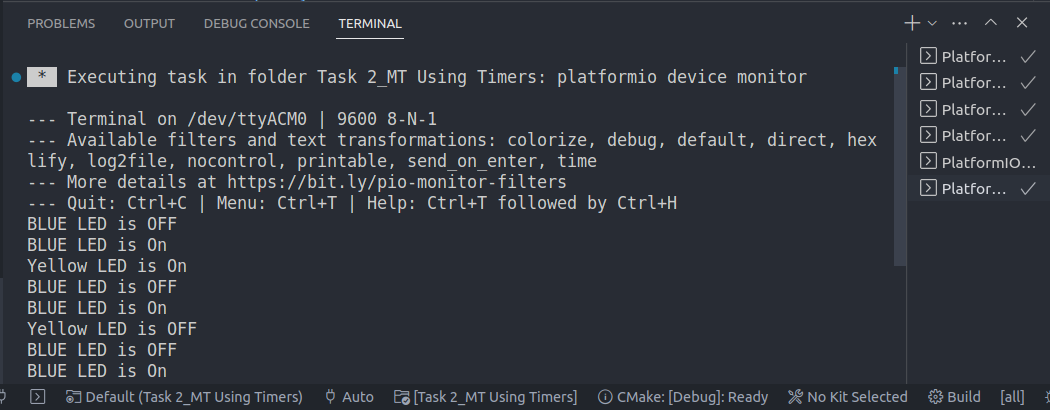 PROBLEMS OUTPUT DEBUG CONSOLE TERMINAL
* Executing task in folder Task 2_MT Using Timers: platformio device monitor
--- Terminal on /dev/ttyACM0 | 9600 8-N-1
--- Available filters and text transformations: colorize, debug, default, direct, hex
lify, log2file, nocontrol, printable, send_on_enter, time
--- More details at https://bit.ly/pio-monitor-filters
--- Quit: Ctrl+C | Menu: Ctrl+T | Help: Ctrl+T followed by Ctrl+H
BLUE LED is OFF
BLUE LED is On
Yellow LED is On
BLUE LED is OFF
BLUE LED is On
Yellow LED is OFF
BLUE LED is OFF
BLUE LED is On
Platfor...
Platfor...
Platfor...
Platfor...
PlatformIO...
Platfor...
Default (Task 2_MT Using Timers) Auto [Task 2_MT Using Timers] CMake: [Debug]: Ready No Kit Selected Build [all]